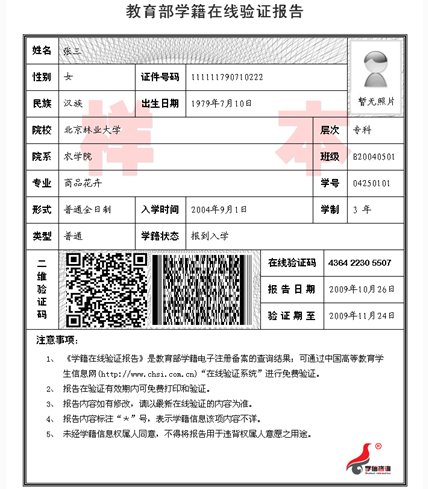 教育部学籍在线验证报告
姓名 张三
性别 女 证件号码 111111790710222
民族 汉族 出生日期 1979年7月10日
暂无照片
样本
院校 北京林业大学 层次 专科
院系 农学院 班级 B20040501
专业 商品花卉 学号 04250101
形式 普通全日制 入学时间 2004年9月1日 学制 3 年
类型 普通 学籍状态 报到入学
二维验证码
在线验证码 4364 2230 5507
报告日期 2009年10月26日
验证期至 2009年11月24日
注意事项：
1、 《学籍在线验证报告》是教育部学籍电子注册备案的查询结果；可通过中国高等教育学
生信息网(http://www.chsi.com.cn)“在线验证系统”进行免费验证。
2、 报告在验证有效期内可免费打印和验证。
3、 报告内容如有修改，请以最新在线验证的内容为准。
4、 报告内容标注“＊”号，表示学籍信息该项内容不详。
5、 未经学籍信息权属人同意，不得将报告用于违背权属人意愿之用途。
学信咨询